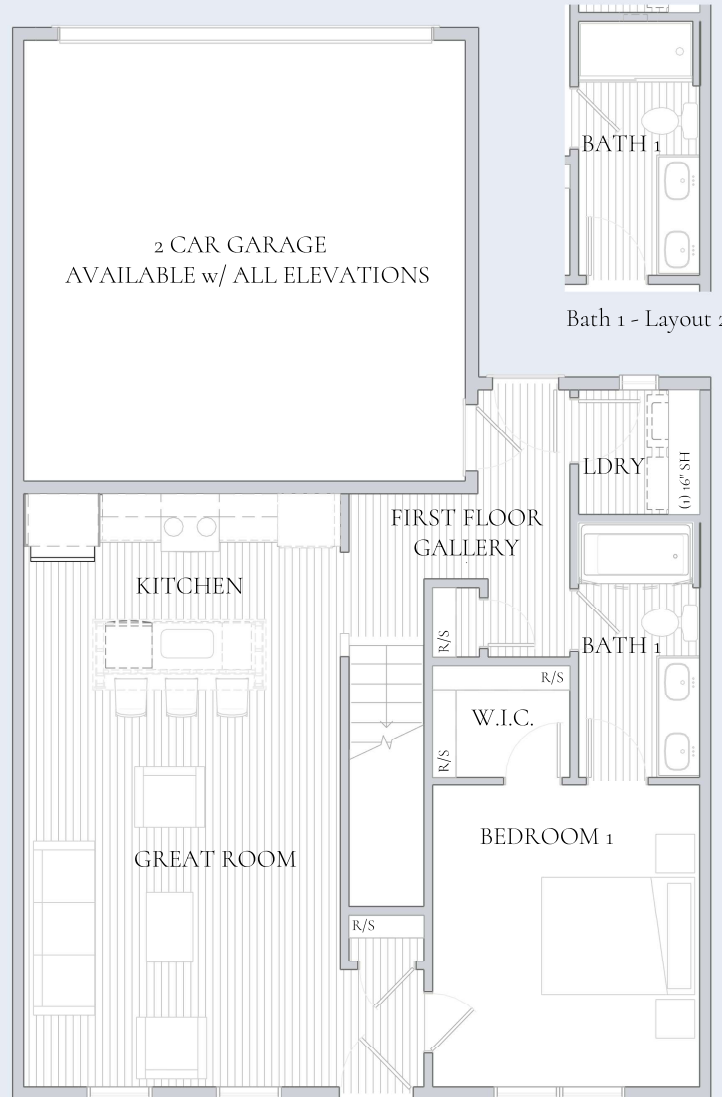 BATH 1
2 CAR GARAGE
AVAILABLE w/ ALL ELEVATIONS
Bath 1 - Layout 2
LDRY
(1) 16" SH
FIRST FLOOR
GALLERY
KITCHEN
R/S
BATH 1
R/S
W.I.C.
R/S
BEDROOM 1
GREAT ROOM
R/S